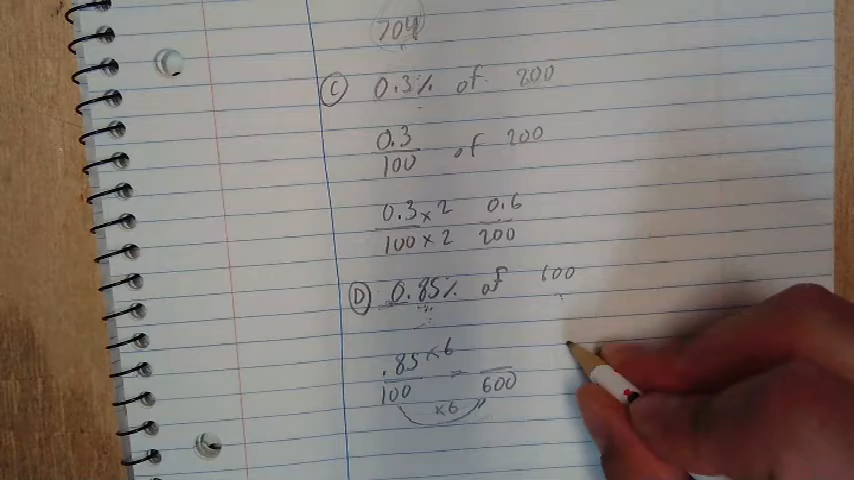 704
C 0.3% of 200
0.3/100 of 200
0.3 × 2 0.6
100 × 2 200
D 0.85% of 600
.85 × 6
100 = 600
×6